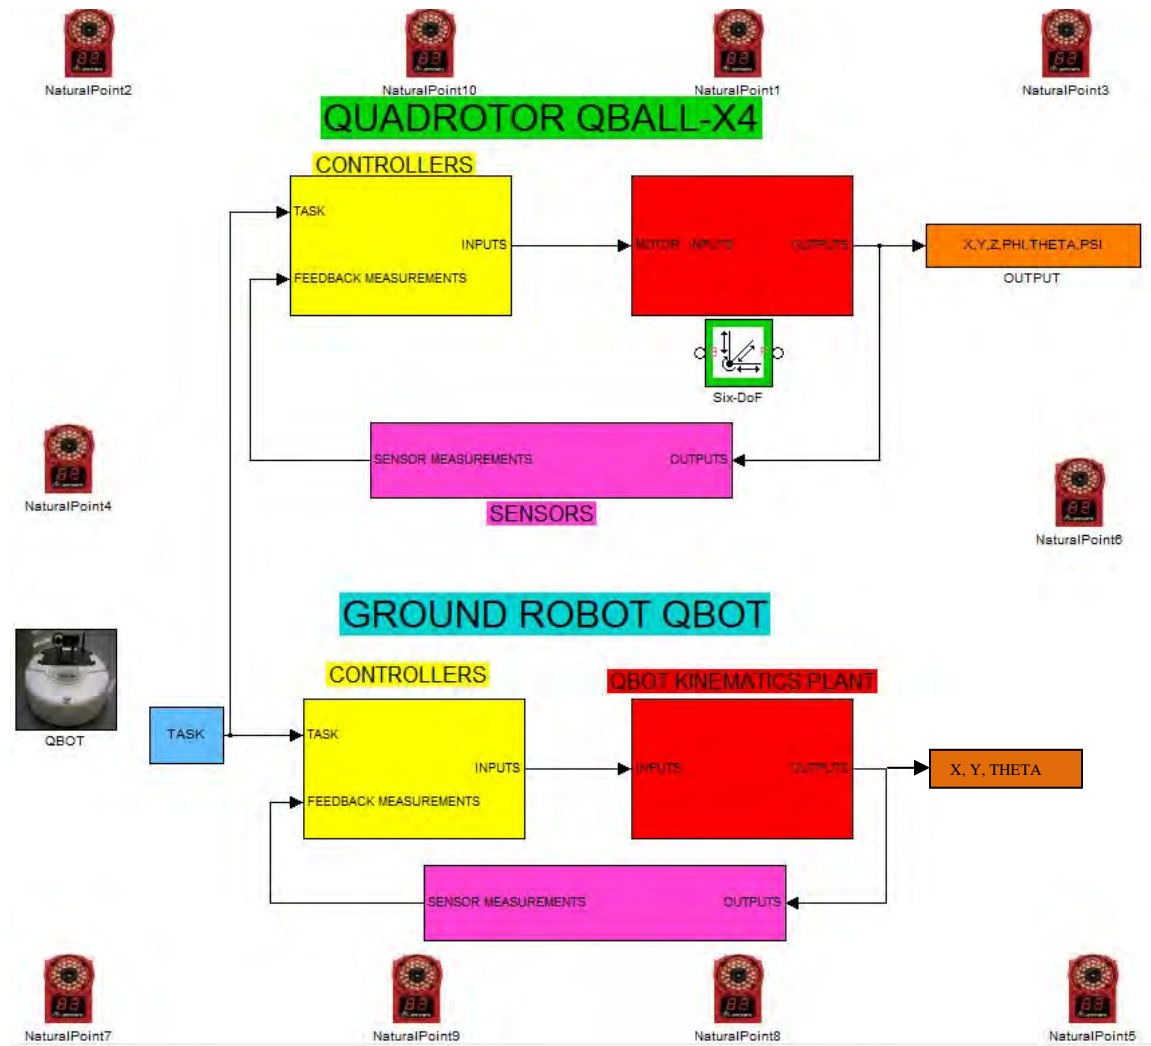 NaturalPoint2
NaturalPoint10
NaturalPoint1
NaturalPoint3
QUADROTOR QBALL-X4
CONTROLLERS
TASK
INPUTS
FEEDBACK MEASUREMENTS
MOTOR INPUTS
OUTPUTS
X,Y,Z,PHI,THETA,PSI
OUTPUT
Six-DoF
SENSOR MEASUREMENTS
OUTPUTS
SENSORS
NaturalPoint4
NaturalPoint6
GROUND ROBOT QBOT
CONTROLLERS
QBOT KINEMATICS PLANT
QBOT
TASK
TASK
INPUTS
FEEDBACK MEASUREMENTS
INPUTS
OUTPUTS
X, Y, THETA
SENSOR MEASUREMENTS
OUTPUTS
NaturalPoint7
NaturalPoint9
NaturalPoint8
NaturalPoint5